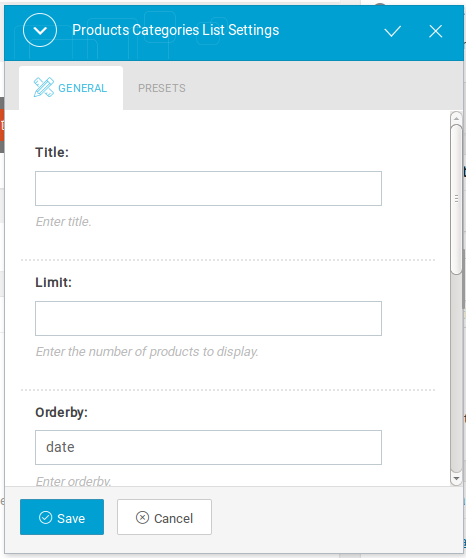 Products Categories List Settings
GENERAL
PRESETS
Title:
Enter title.
Limit:
Enter the number of products to display.
Orderby:
date
Enter orderby.
Save
Cancel